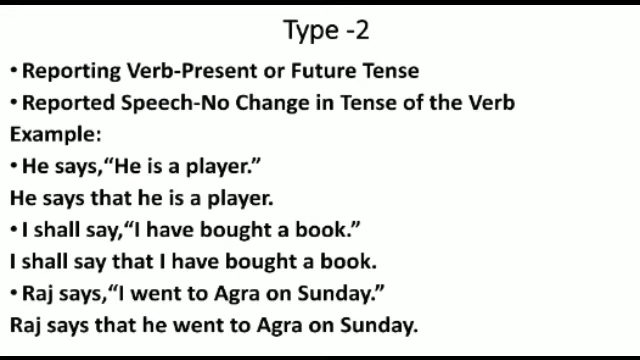 Type -2
• Reporting Verb-Present or Future Tense
• Reported Speech-No Change in Tense of the Verb
Example:
• He says,“He is a player.”
He says that he is a player.
• I shall say,“I have bought a book.”
I shall say that I have bought a book.
• Raj says,“I went to Agra on Sunday.”
Raj says that he went to Agra on Sunday.